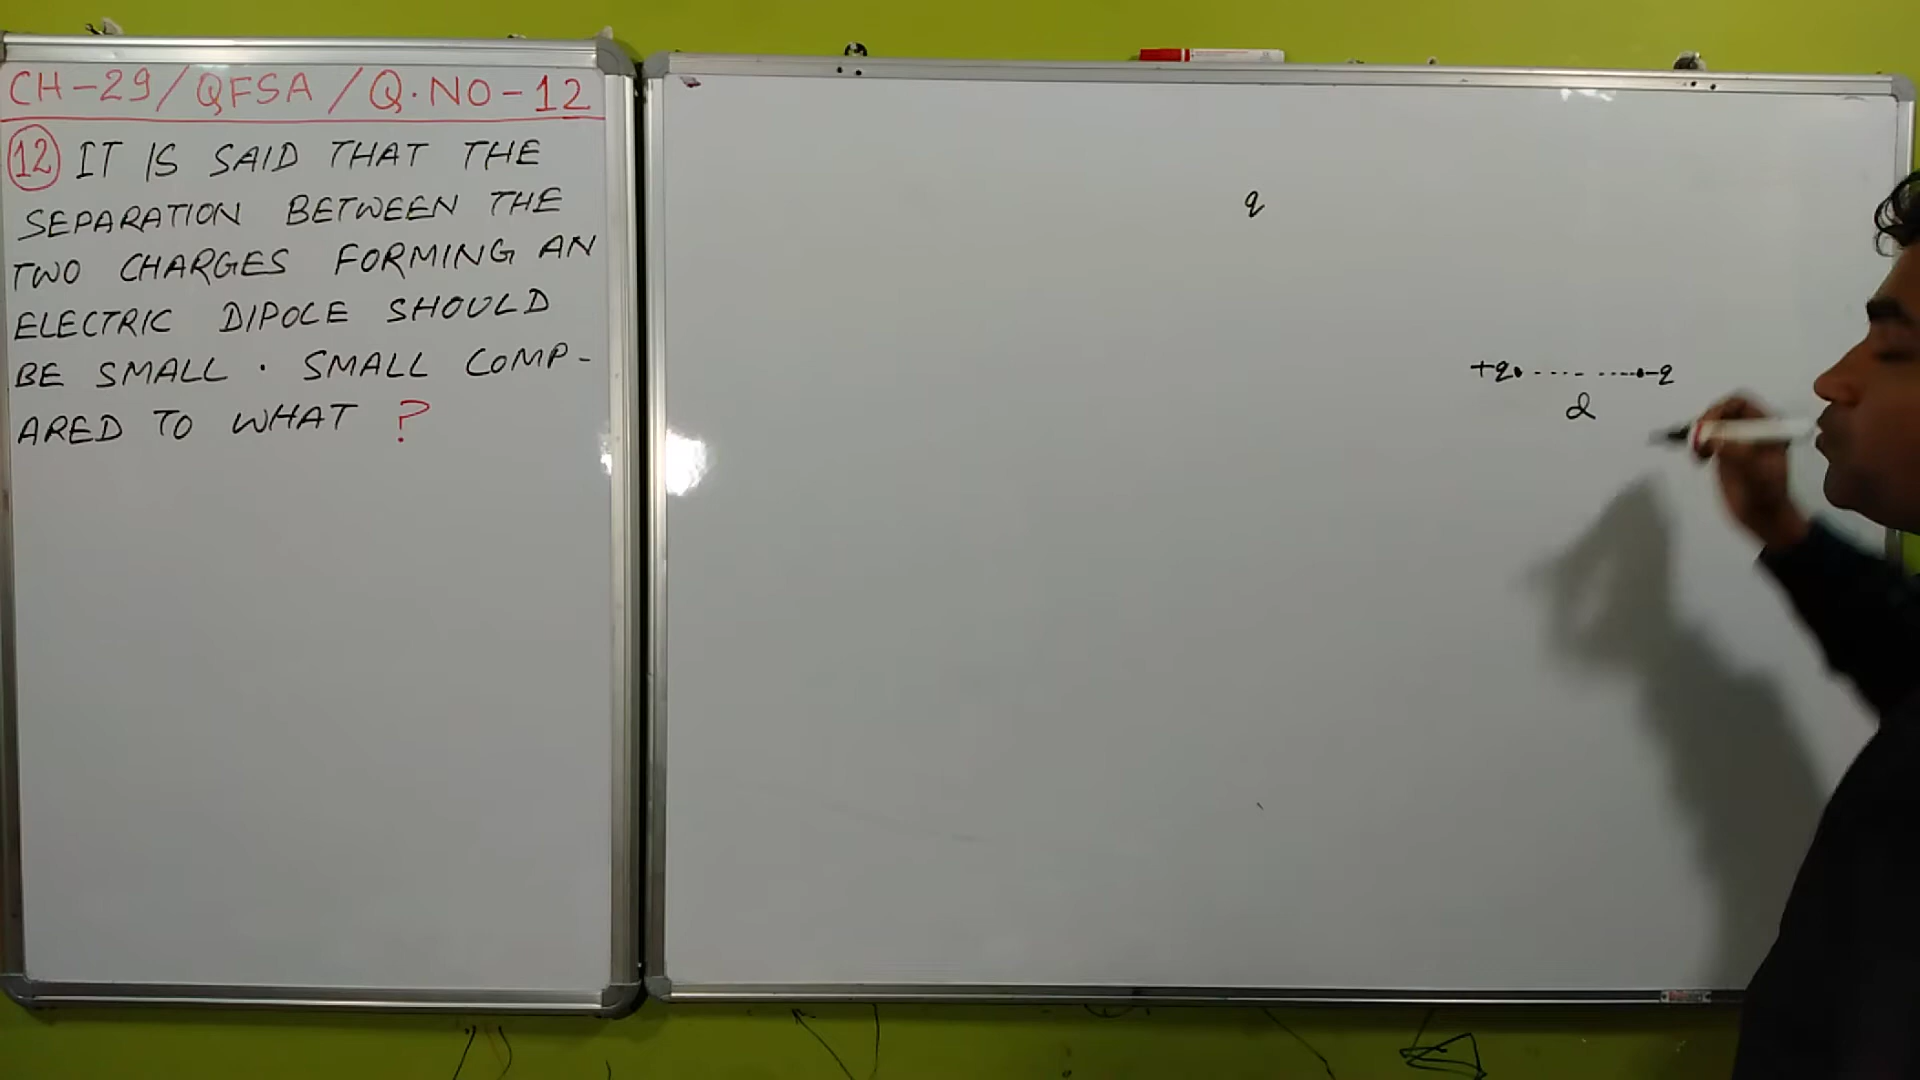 CH-29/QFSA/Q.NO-12
12 IT IS SAID THAT THE
SEPARATION BETWEEN THE
TWO CHARGES FORMING AN
ELECTRIC DIPOLE SHOULD
BE SMALL. SMALL COMP-
ARED TO WHAT ?
q
+q -q
d